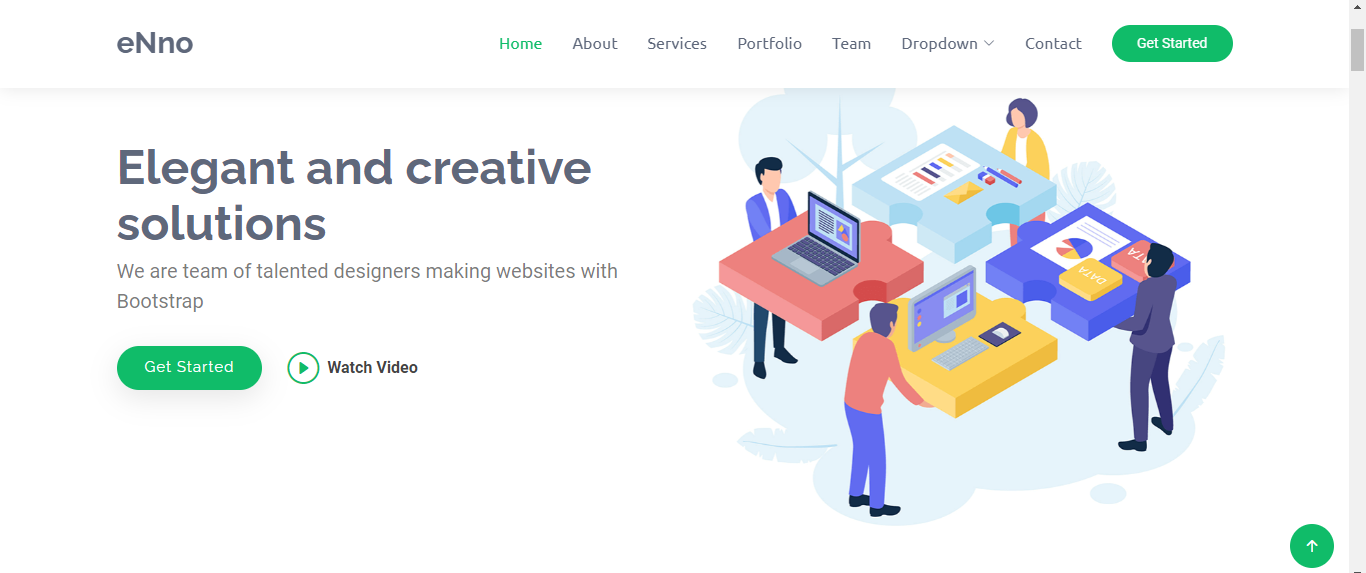 eNno
Home About Services Portfolio Team Dropdown Contact Get Started
Elegant and creative
solutions
We are team of talented designers making websites with
Bootstrap
Get Started Watch Video
DATA
DATA